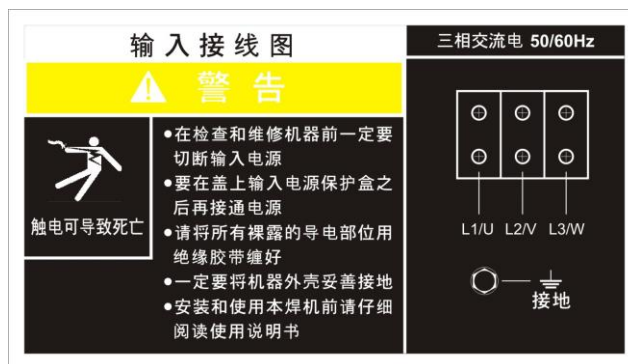 输入接线图
警告
触电可导致死亡
●在检查和维修机器前一定要
切断输入电源
●要在盖上输入电源保护盒之
后再接通电源
●请将所有裸露的导电部位用
绝缘胶带缠好
●一定要将机器外壳妥善接地
●安装和使用本焊机前请仔细
阅读使用说明书
三相交流电 50/60Hz
L1/U L2/V L3/W
接地